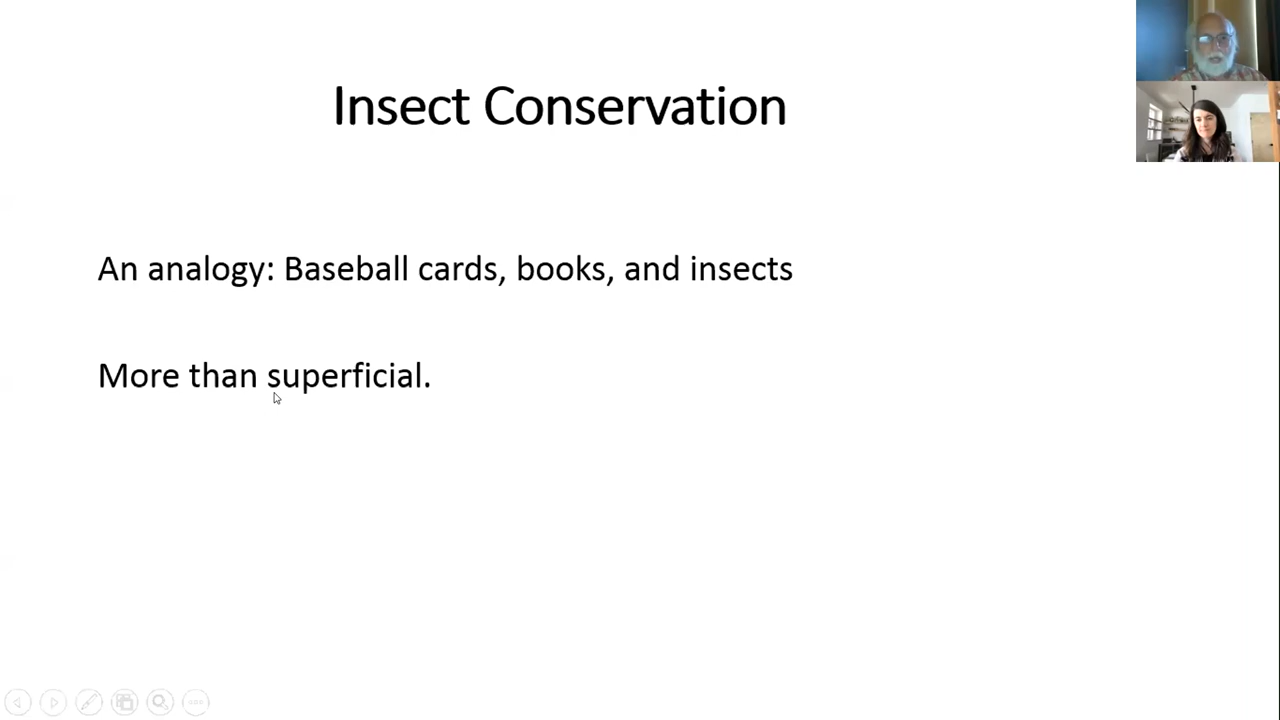 Insect Conservation
An analogy: Baseball cards, books, and insects
More than superficial.